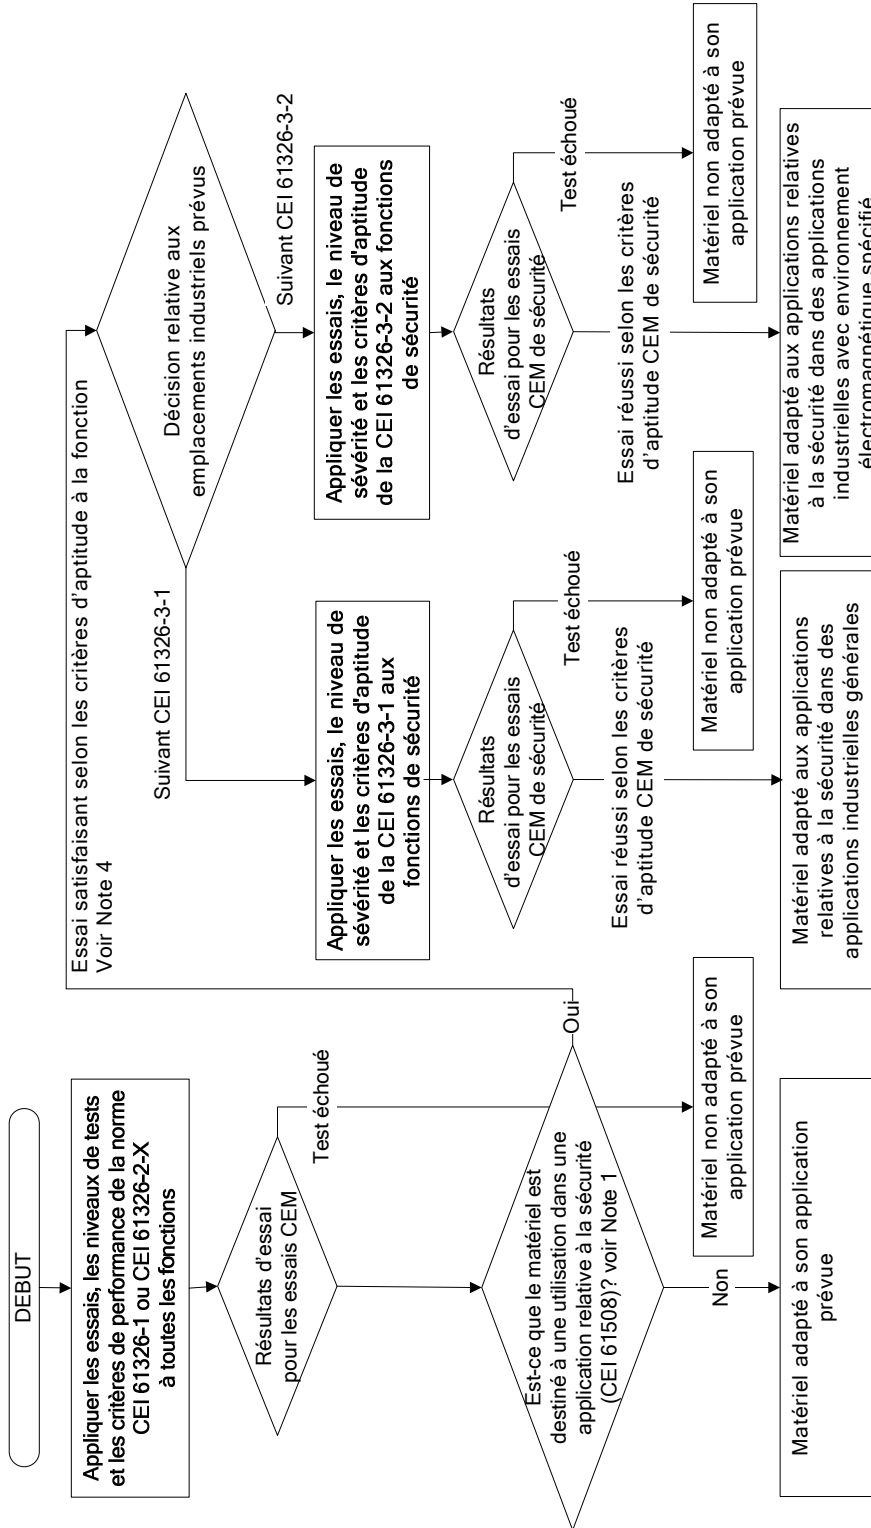 DEBUT
Appliquer les essais, les niveaux de tests
et les critères de performance de la norme
CEI 61326-1 ou CEI 61326-2-X
à toutes les fonctions
Résultats d'essai
pour les essais CEM
Test échoué
Est-ce que le matériel est
destiné à une utilisation dans une
application relative à la sécurité
(CEI 61508)? voir Note 1
Oui
Non
Matériel non adapté à son
application prévue
Matériel adapté à son application
prévue
Essai satisfaisant selon les critères d'aptitude à la fonction
Voir Note 4
Décision relative aux
emplacements industriels prévus
Suivant CEI 61326-3-1
Appliquer les essais, le niveau de
sévérité et les critères d'aptitude
de la CEI 61326-3-1 aux
fonctions de sécurité
Résultats
d'essai pour les essais
CEM de sécurité
Test échoué
Essai réussi selon les critères
d'aptitude CEM de sécurité
Matériel non adapté à son
application prévue
Matériel adapté aux applications
relatives à la sécurité dans des
applications industrielles générales
Suivant CEI 61326-3-2
Appliquer les essais, le niveau de
sévérité et les critères d'aptitude
de la CEI 61326-3-2 aux fonctions
de sécurité
Résultats
d'essai pour les essais
CEM de sécurité
Test échoué
Essai réussi selon les critères
d'aptitude CEM de sécurité
Matériel non adapté à son
application prévue
Matériel adapté aux applications relatives
à la sécurité dans des applications
industrielles avec environnement
électromagnétique spécifié